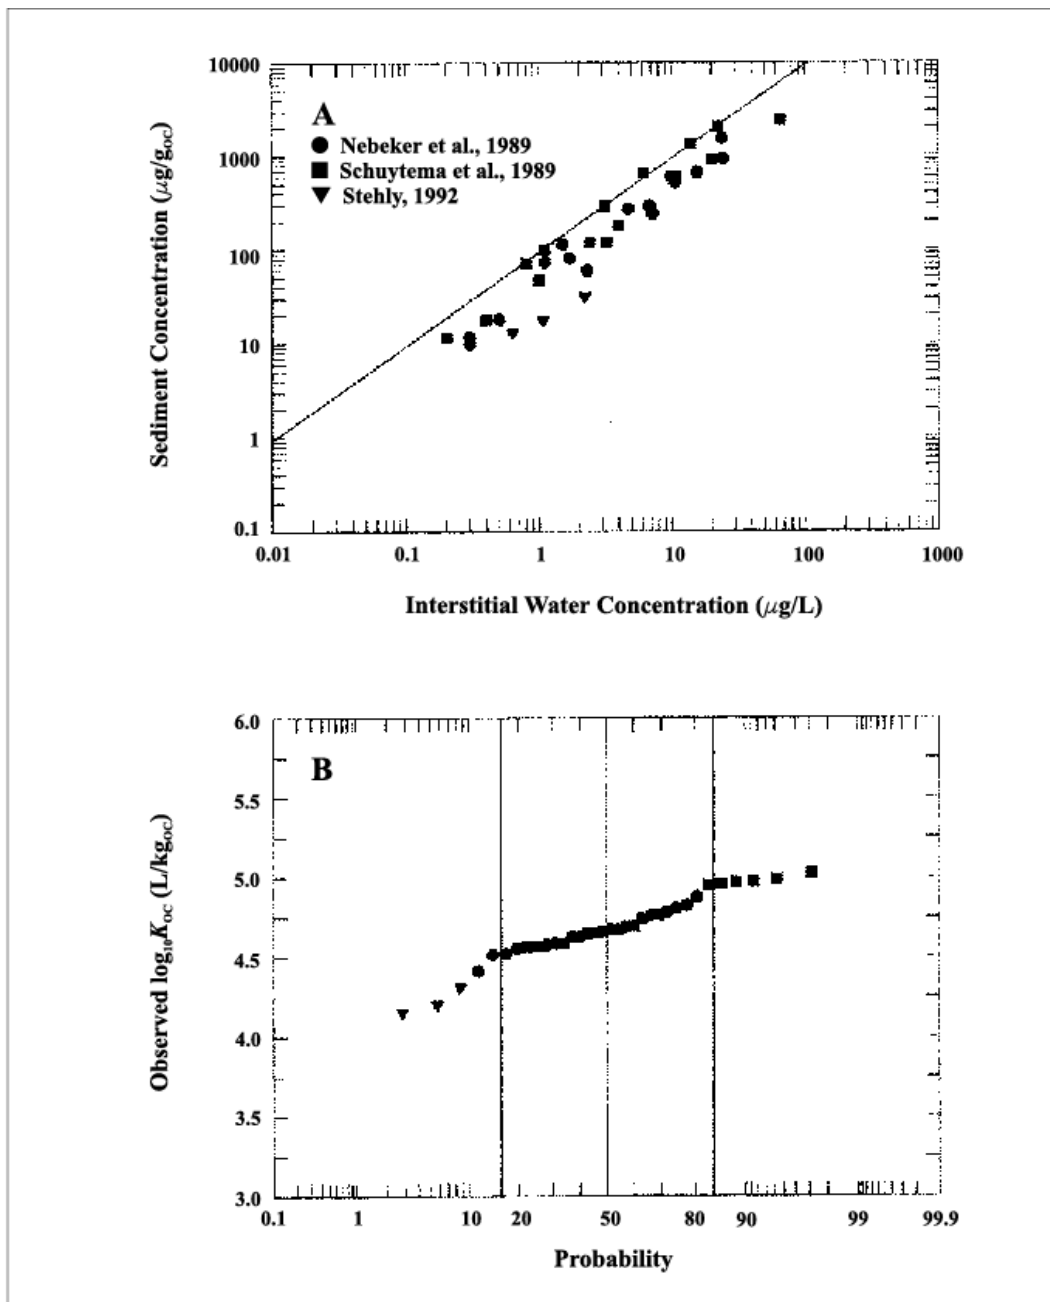 10000
1000
100
10
1
0.1
Sediment Concentration (μg/gOC)
A
Nebeker et al., 1989
Schuytema et al., 1989
Stehly, 1992
0.01 0.1 1 10 100 1000
Interstitial Water Concentration (μg/L)
6.0
5.5
5.0
4.5
4.0
3.5
3.0
Observed log10KOC (L/kgOC)
B
0.1 1 10 20 50 80 90 99 99.9
Probability